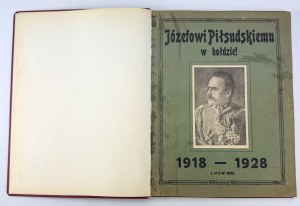 Józefowi Piłsudskiemu
w hołdzie!
1918 — 1928